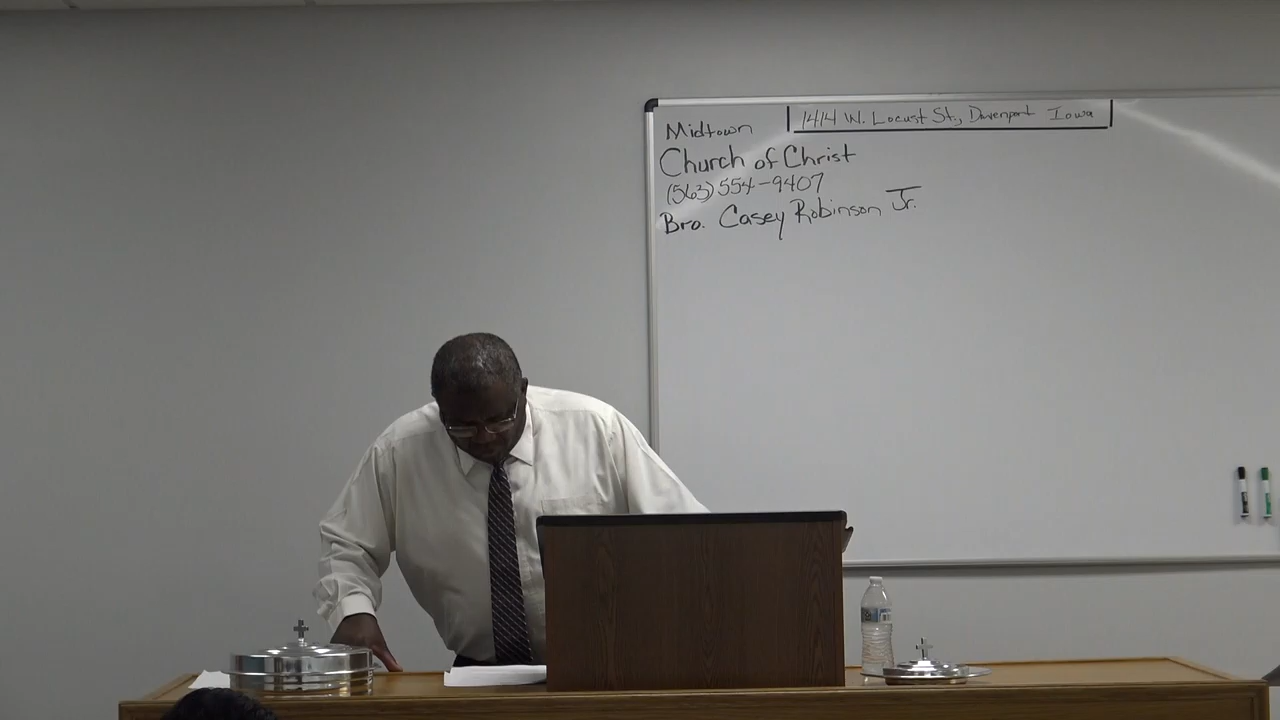 Midtown
1414 W. Locust St., Davenport Iowa
Church of Christ
(563) 554-9407
Bro. Casey Robinson Jr.